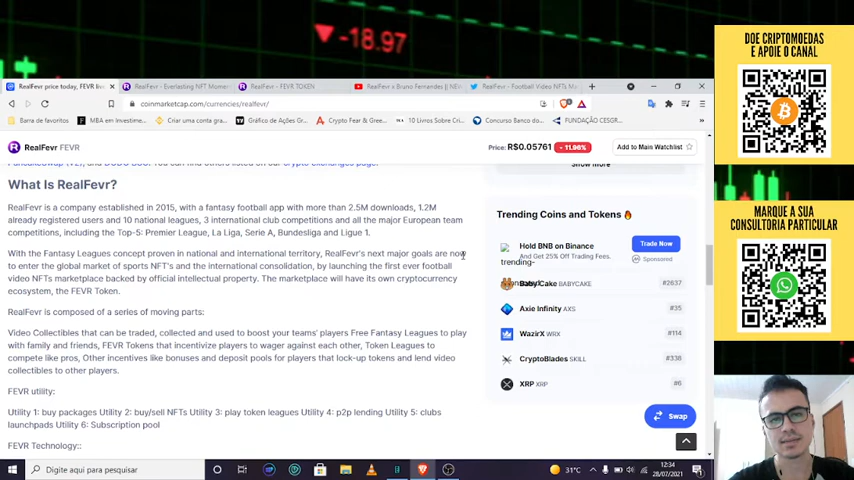 -18.97
DOE CRIPTOMOEDAS
E APOIE O CANAL
MARQUE A SUA
CONSULTORIA PARTICULAR
RealFevr price today, FEVR li
RealFevr - Everlasting NFT Momen
RealFevr - FEVR TOKEN
RealFevr x Bruno Fernandes || NE
RealFevr - Football Video NFTs Ma
coinmarketcap.com/currencies/realfevr/
Barra de favoritos
MBA em Investime...
Criar uma conta gra...
Gráfico de Ações Gr...
Crypto Fear & Gree...
10 Livros Sobre Cri...
Concurso Banco do...
FUNDAÇÃO CESGR...
RealFevr FEVR
Price: R$0.05761
11.96%
Add to Main Watchlist
Show more
What Is RealFevr?
RealFevr is a company established in 2015, with a fantasy football app with more than 2.5M downloads, 1.2M
already registered users and 10 national leagues, 3 international club competitions and all the major European team
competitions, including the Top-5: Premier League, La Liga, Serie A, Bundesliga and Ligue 1.
With the Fantasy Leagues concept proven in national and international territory, RealFevr's next major goals are now
to enter the global market of sports NFT's and the international consolidation, by launching the first ever football
video NFTs marketplace backed by official intellectual property. The marketplace will have its own cryptocurrency
ecosystem, the FEVR Token.
RealFevr is composed of a series of moving parts:
Video Collectibles that can be traded, collected and used to boost your teams' players Free Fantasy Leagues to play
with family and friends, FEVR Tokens that incentivize players to wager against each other, Token Leagues to
compete like pros, Other incentives like bonuses and deposit pools for players that lock-up tokens and lend video
collectibles to other players.
FEVR utility:
Utility 1: buy packages Utility 2: buy/sell NFTs Utility 3: play token leagues Utility 4: p2p lending Utility 5: clubs
launchpads Utility 6: Subscription pool
FEVR Technology::
Trending Coins and Tokens
Hold BNB on Binance
And Get 25% Off Trading Fees.
Trade Now
Sponsored
trending-
Baby Cake BABYCAKE
#2637
Axie Infinity AXS
#35
WazirX WRX
#114
CryptoBlades SKILL
#338
XRP XRP
#6
Swap
Digite aqui para pesquisar
31°C
12:34
28/07/2021